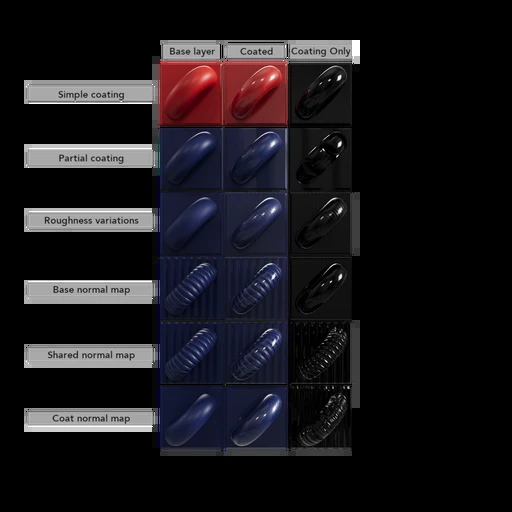 Base layer
Coated
Coating Only
Simple coating
Partial coating
Roughness variations
Base normal map
Shared normal map
Coat normal map